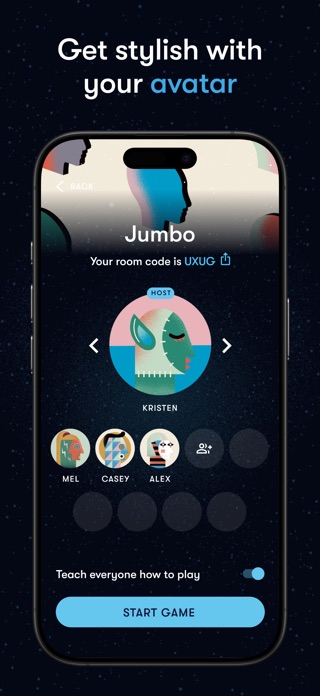 Get stylish with
your avatar
BACK
Jumbo
Your room code is UXUG
HOST
KRISTEN
MEL CASEY ALEX
Teach everyone how to play
START GAME